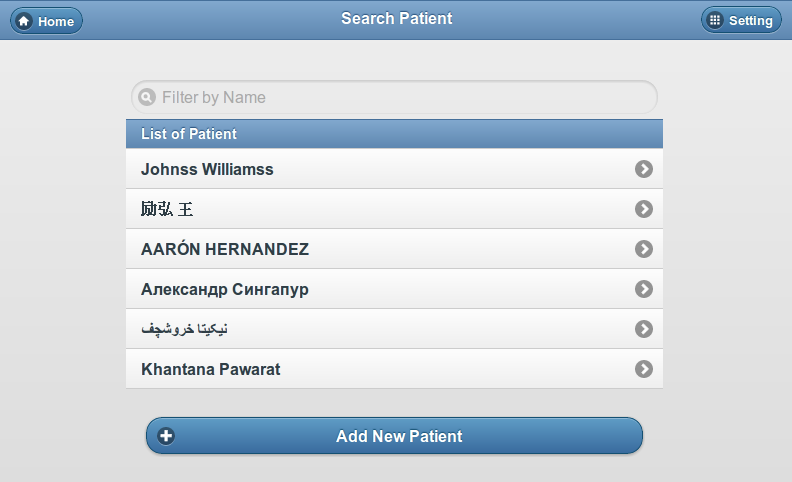 Home
Search Patient
Setting
Filter by Name
List of Patient
Johnss Williamss
励弘 王
AARÓN HERNANDEZ
Александр Сингапур
نیکیتا خروشچف
Khantana Pawarat
Add New Patient